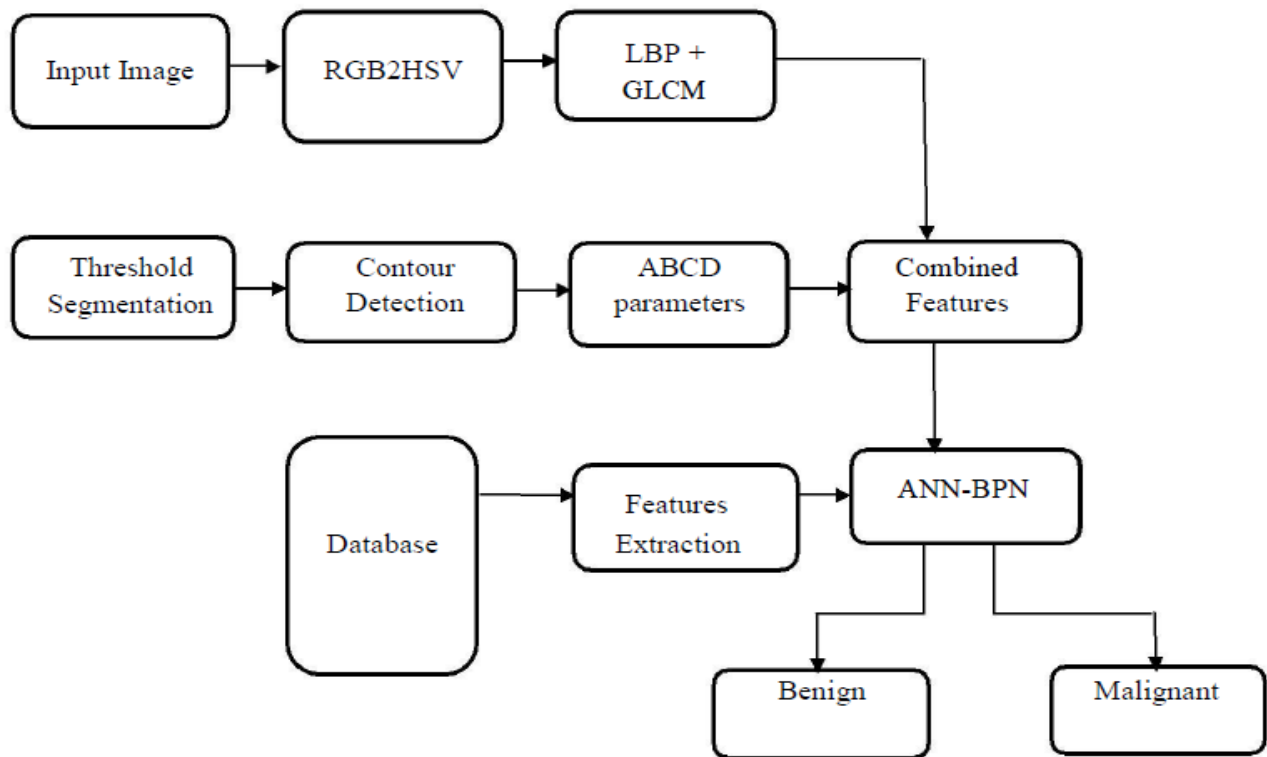 Input Image
RGB2HSV
LBP +
GLCM
Threshold
Segmentation
Contour
Detection
ABCD
parameters
Combined
Features
Database
Features
Extraction
ANN-BPN
Benign
Malignant